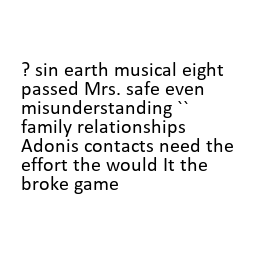 ? sin earth musical eight
passed Mrs. safe even
misunderstanding ``
family relationships
Adonis contacts need the
effort the would It the
broke game